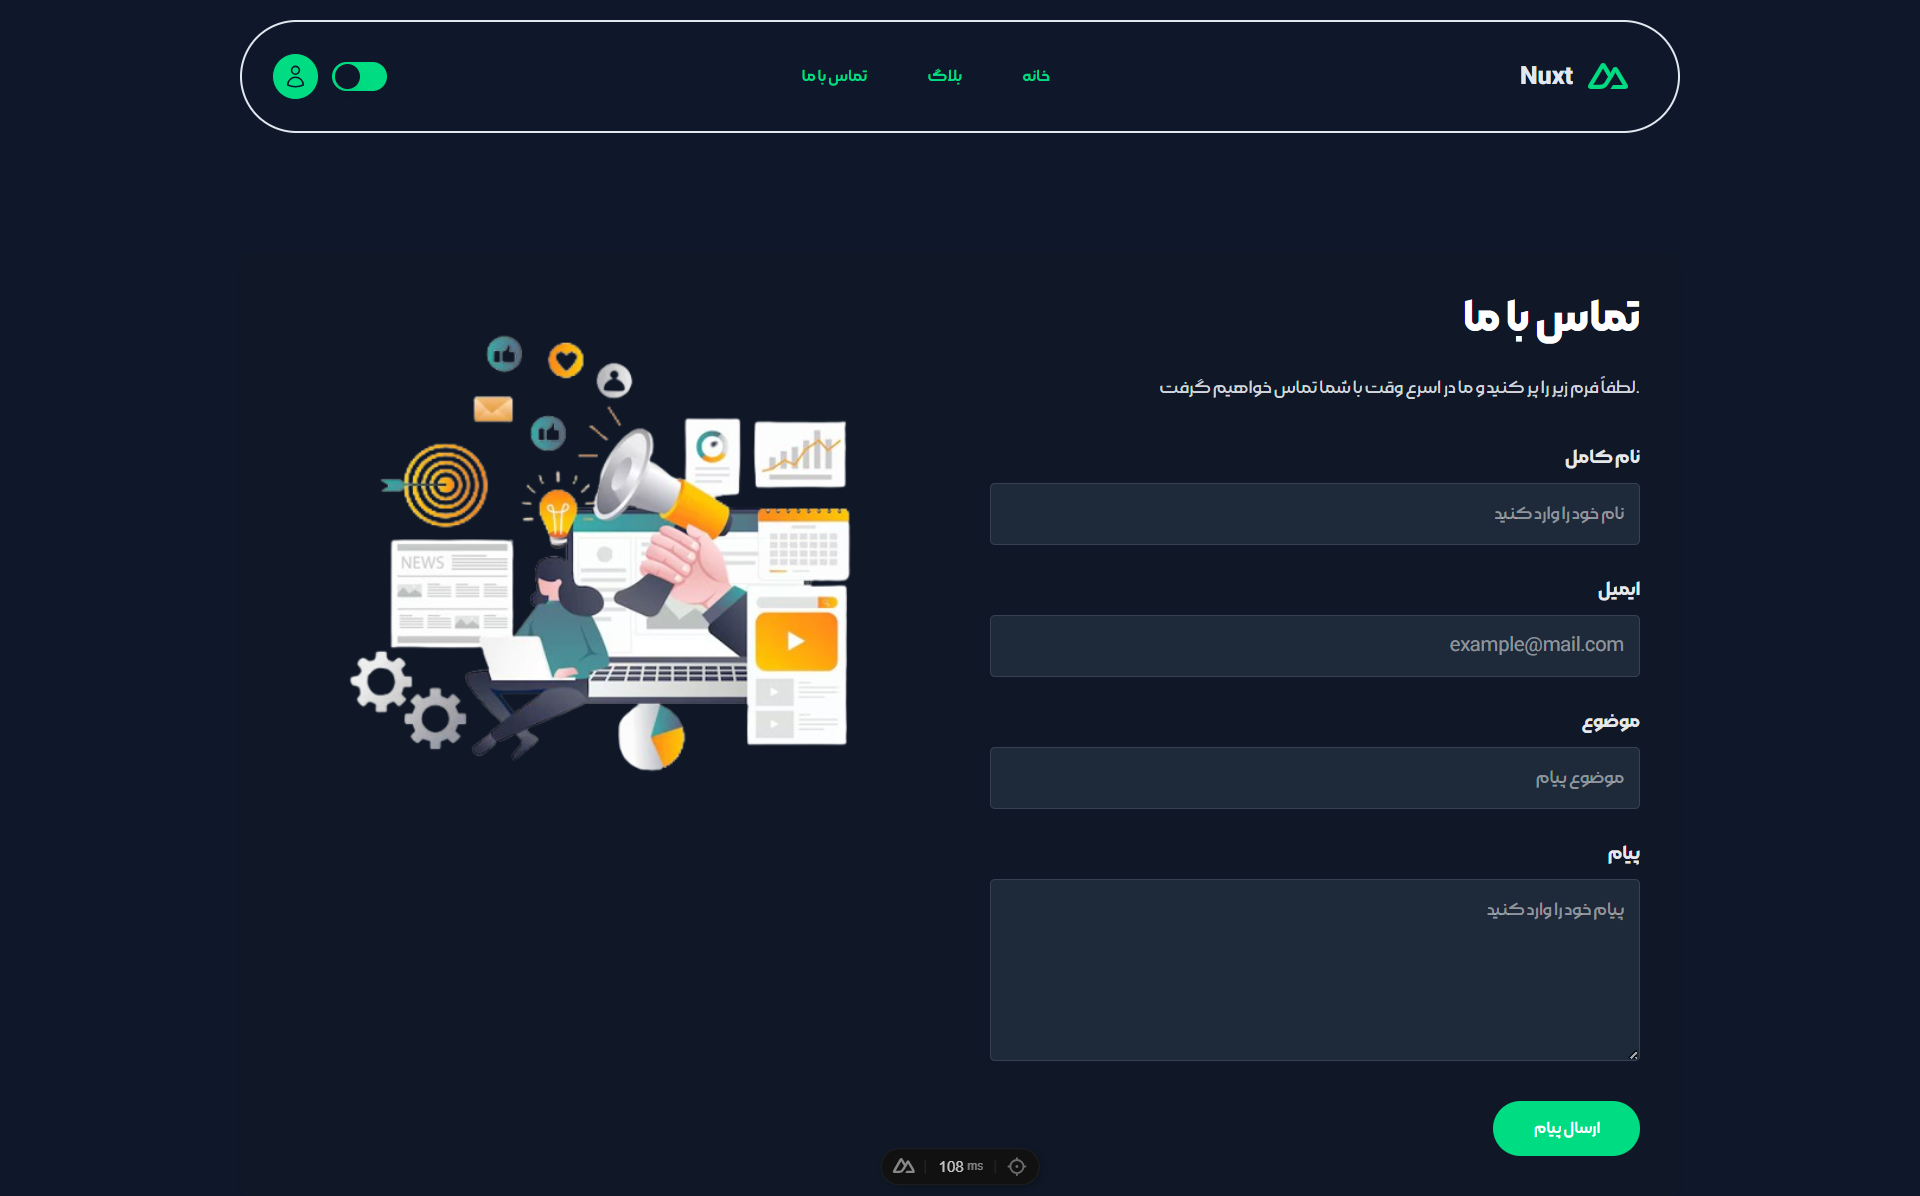 Nuxt
خانه
بلاگ
تماس با ما
تماس با ما
لطفاً فرم زیر را پر کنید و ما در اسرع وقت با شما تماس خواهیم گرفت.
نام کامل
نام خود را وارد کنید
ایمیل
example@mail.com
موضوع
موضوع پیام
پیام
پیام خود را وارد کنید
ارسال پیام
NEWS
108 ms